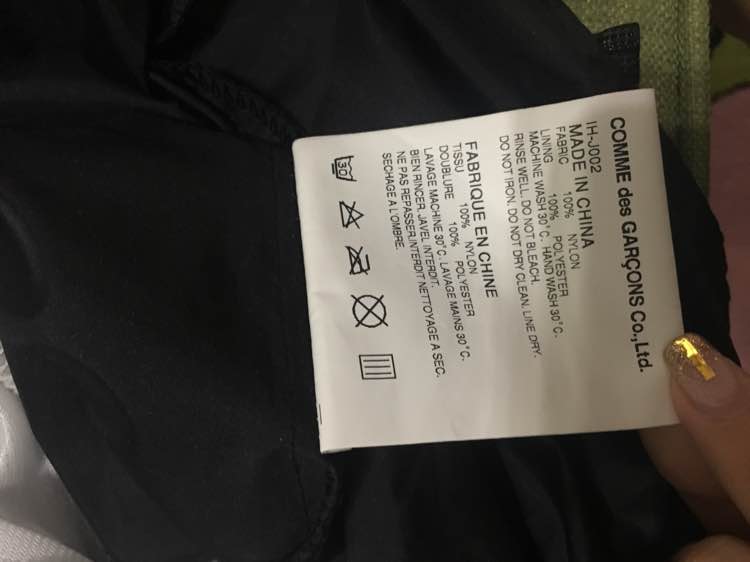 COMME des GARÇONS Co.,Ltd.
IH-J002
MADE IN CHINA
FABRIC 100% NYLON
LINING 100% POLYESTER
MACHINE WASH 30°C. HAND WASH 30°C.
RINSE WELL. DO NOT BLEACH.
DO NOT IRON. DO NOT DRY CLEAN. LINE DRY.
FABRIQUE EN CHINE
TISSU 100% NYLON
DOUBLURE 100% POLYESTER
LAVAGE MACHINE 30°C. LAVAGE MAINS 30°C.
BIEN RINCER. JAVEL INTERDIT.
NE PAS REPASSER.INTERDIT NETTOYAGE A SEC.
SECHAGE A L'OMBRE.
30